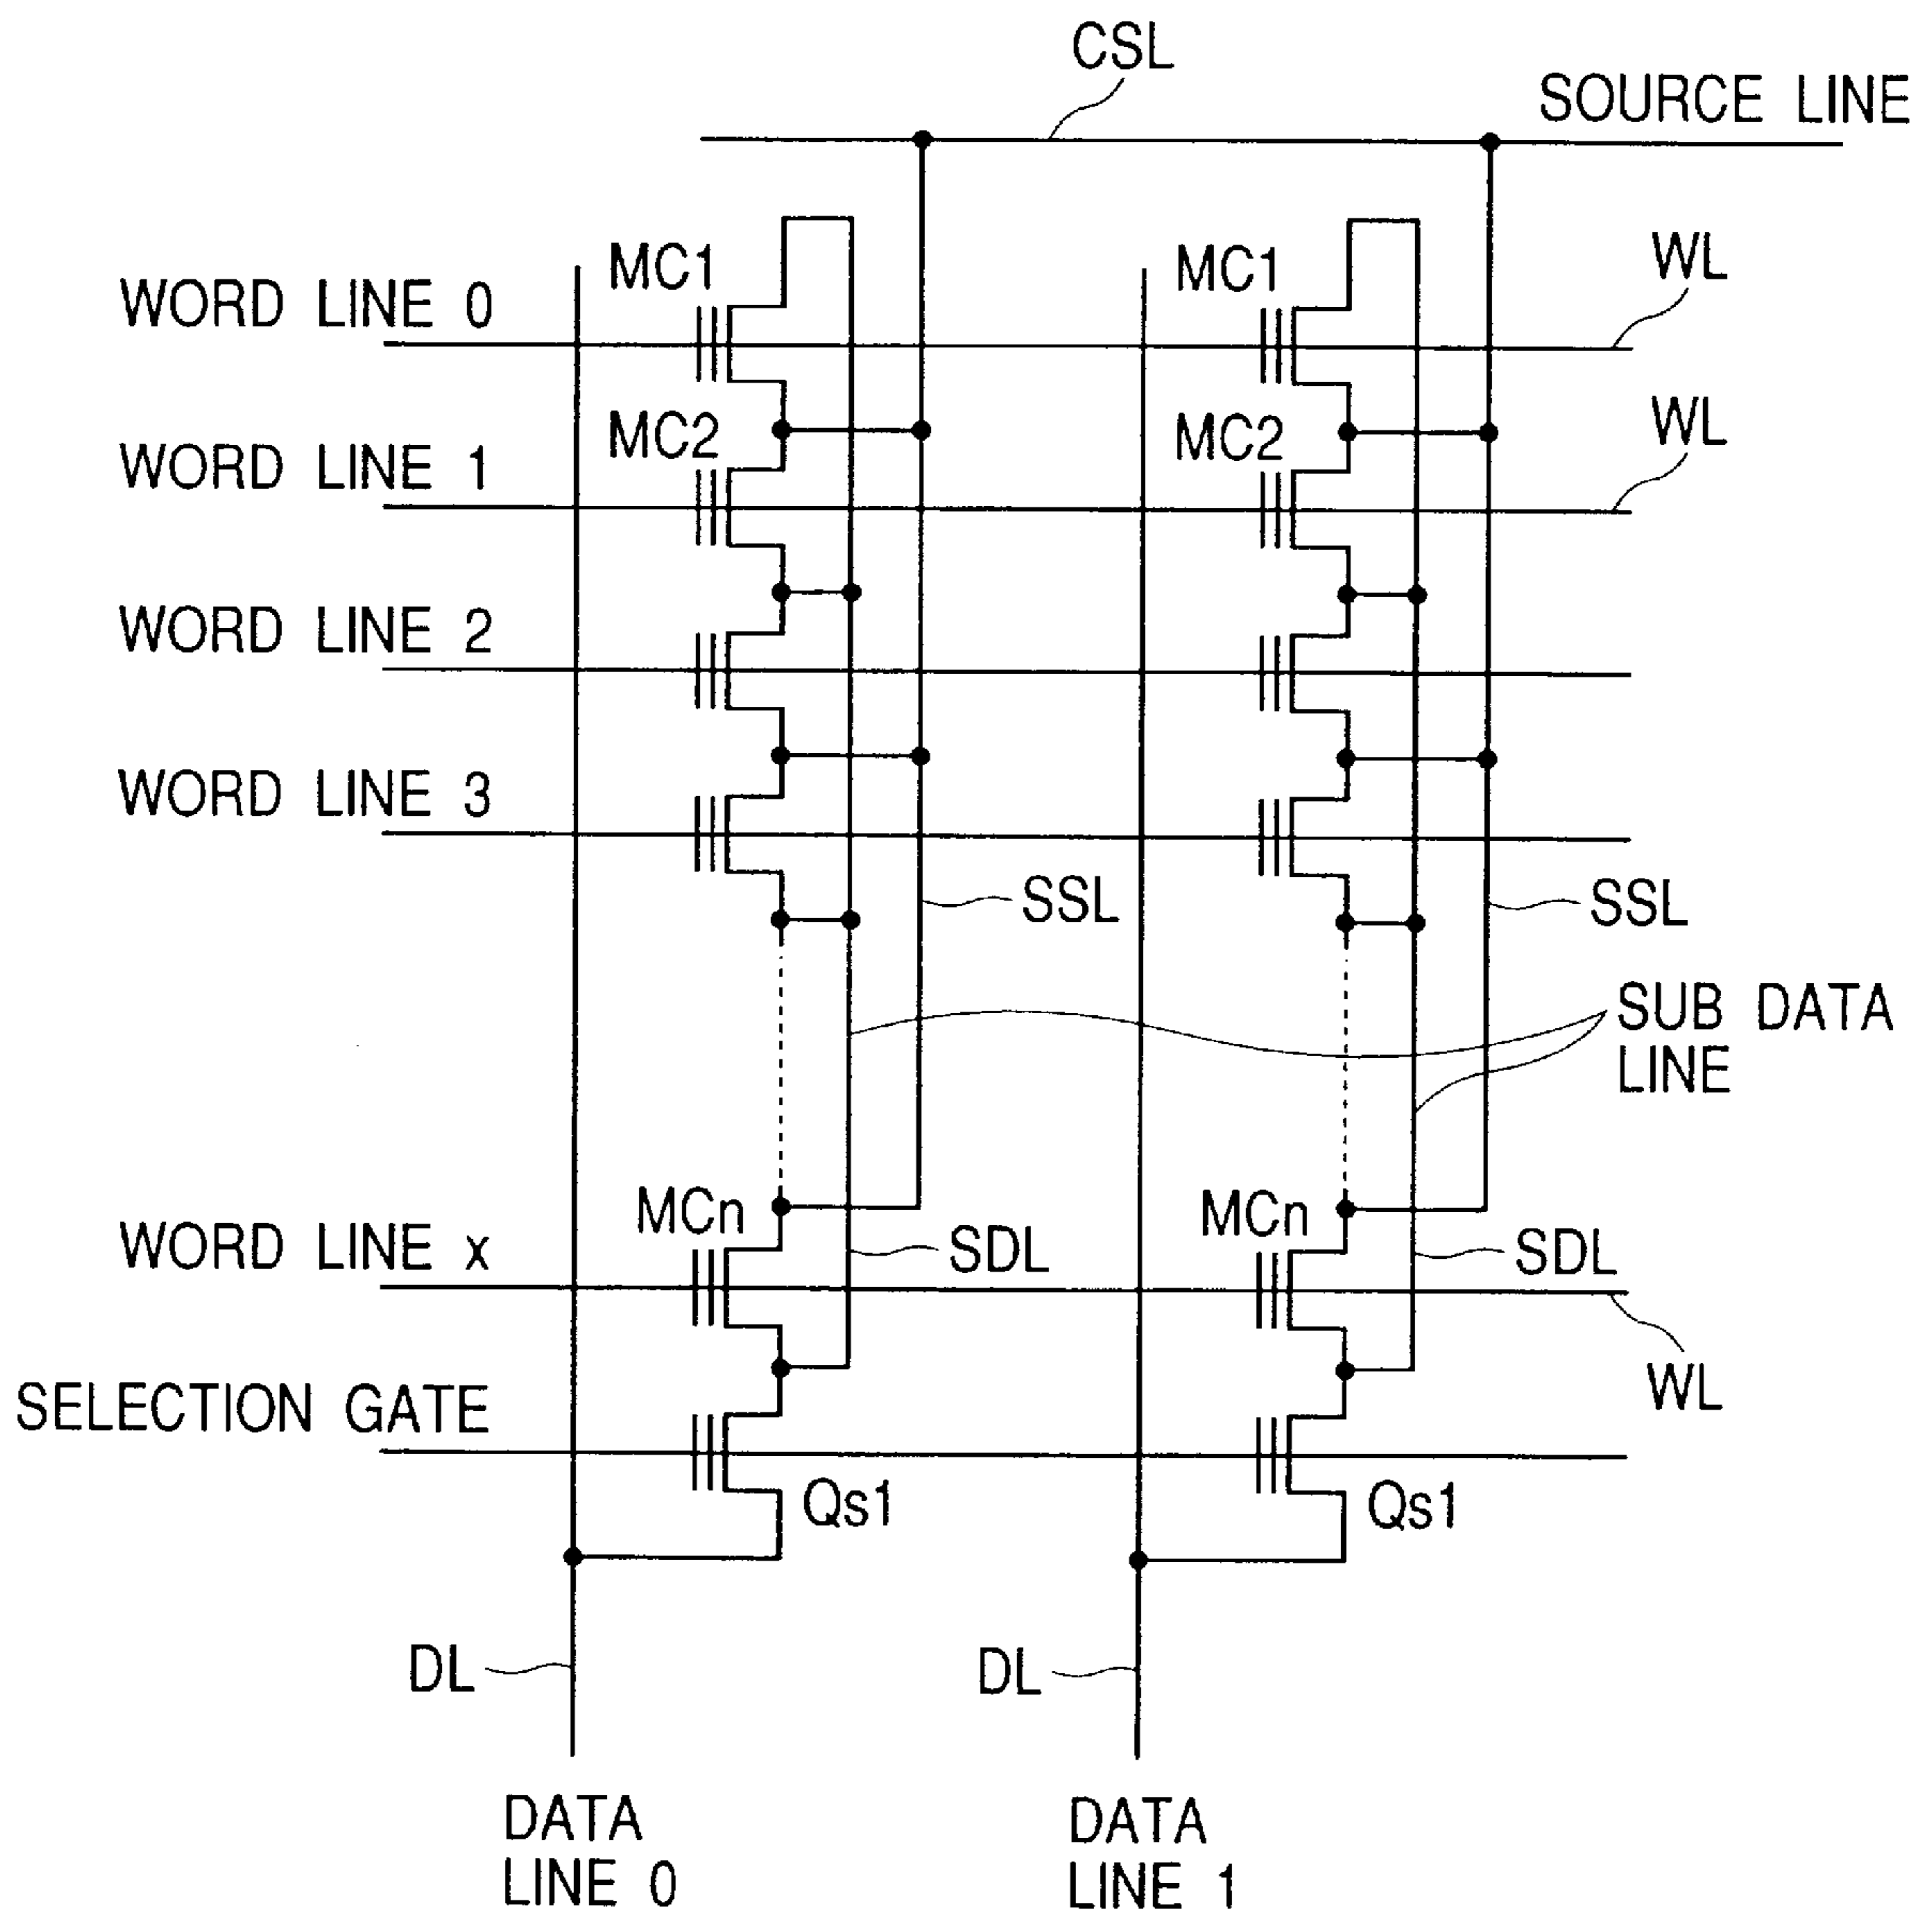 CSL
SOURCE LINE
MC1
MC1
WL
WORD LINE 0
MC2
MC2
WL
WORD LINE 1
WORD LINE 2
WORD LINE 3
SSL
SSL
SUB DATA
LINE
MCn
MCn
WORD LINE x
SDL
SDL
WL
SELECTION GATE
Qs1
Qs1
DL
DL
DATA
LINE 0
DATA
LINE 1